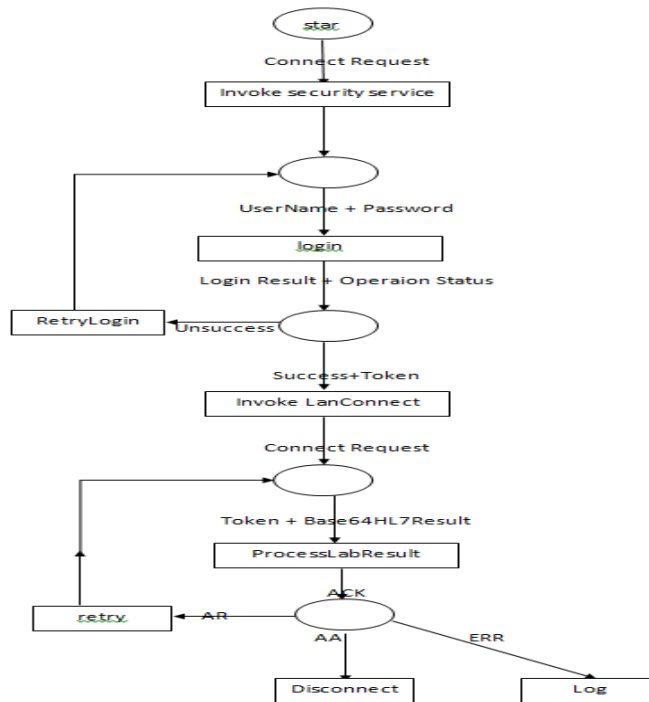 star
Connect Request
Invoke security service
UserName + Password
login
Login Result + Operaion Status
RetryLogin
Unsuccess
Success+Token
Invoke LanConnect
Connect Request
Token + Base64HL7Result
ProcessLabResult
ACK
retry
AR
AA
ERR
Disconnect
Log